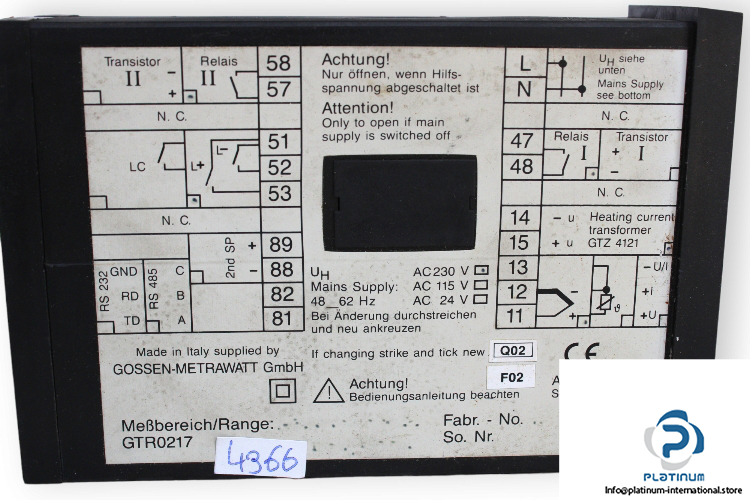 Transistor
II
−
+
Relais
II
58
57
N. C.
LC
L+
L−
51
52
53
N. C.
2nd SP
+
−
89
88
82
81
RS 232
GND
RD
TD
RS 485
C
B
A
Made in Italy supplied by
GOSSEN-METRAWATT GmbH
Meßbereich/Range:
GTR0217
4366
Achtung!
Nur öffnen, wenn Hilfs-
spannung abgeschaltet ist
Attention!
Only to open if main
supply is switched off
UH
Mains Supply:
48_62 Hz
AC 230 V
AC 115 V
AC 24 V
Bei Änderung durchstreichen
und neu ankreuzen
If changing strike and tick new.
Q02
F02
CE
Achtung!
Bedienungsanleitung beachten
Fabr. - No.
So. Nr.
L
N
UH siehe
unten
Mains Supply
see bottom
N. C.
47
48
Relais
I
Transistor
+ I
−
N. C.
14
15
− u
+ u
Heating current
transformer
GTZ 4121
13
12
11
−
+
ϑ
− U/I
+i
+U
PLATINUM
Info@platinum-international.store